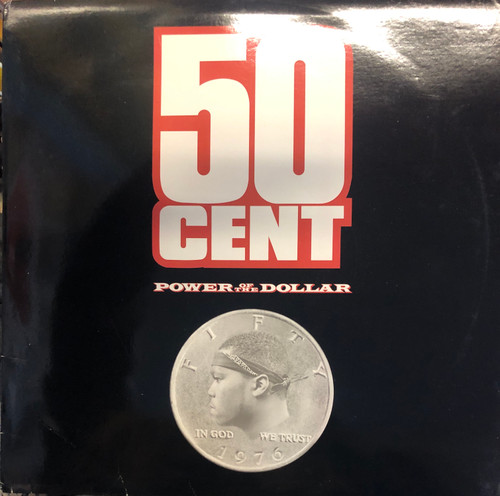 50
CENT
POWER OF THE DOLLAR
FIFTY
IN GOD WE TRUST
1976